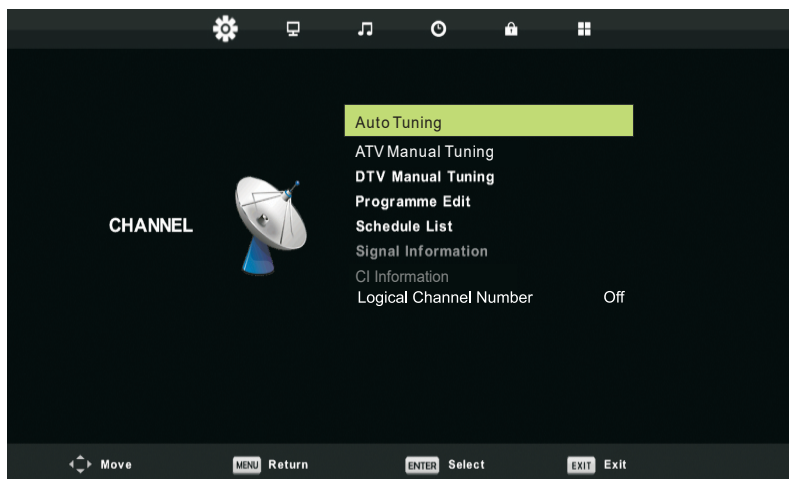 Auto Tuning
ATV Manual Tuning
DTV Manual Tuning
Programme Edit
CHANNEL
Schedule List
Signal Information
CI Information
Logical Channel Number Off
Move MENU Return ENTER Select EXIT Exit